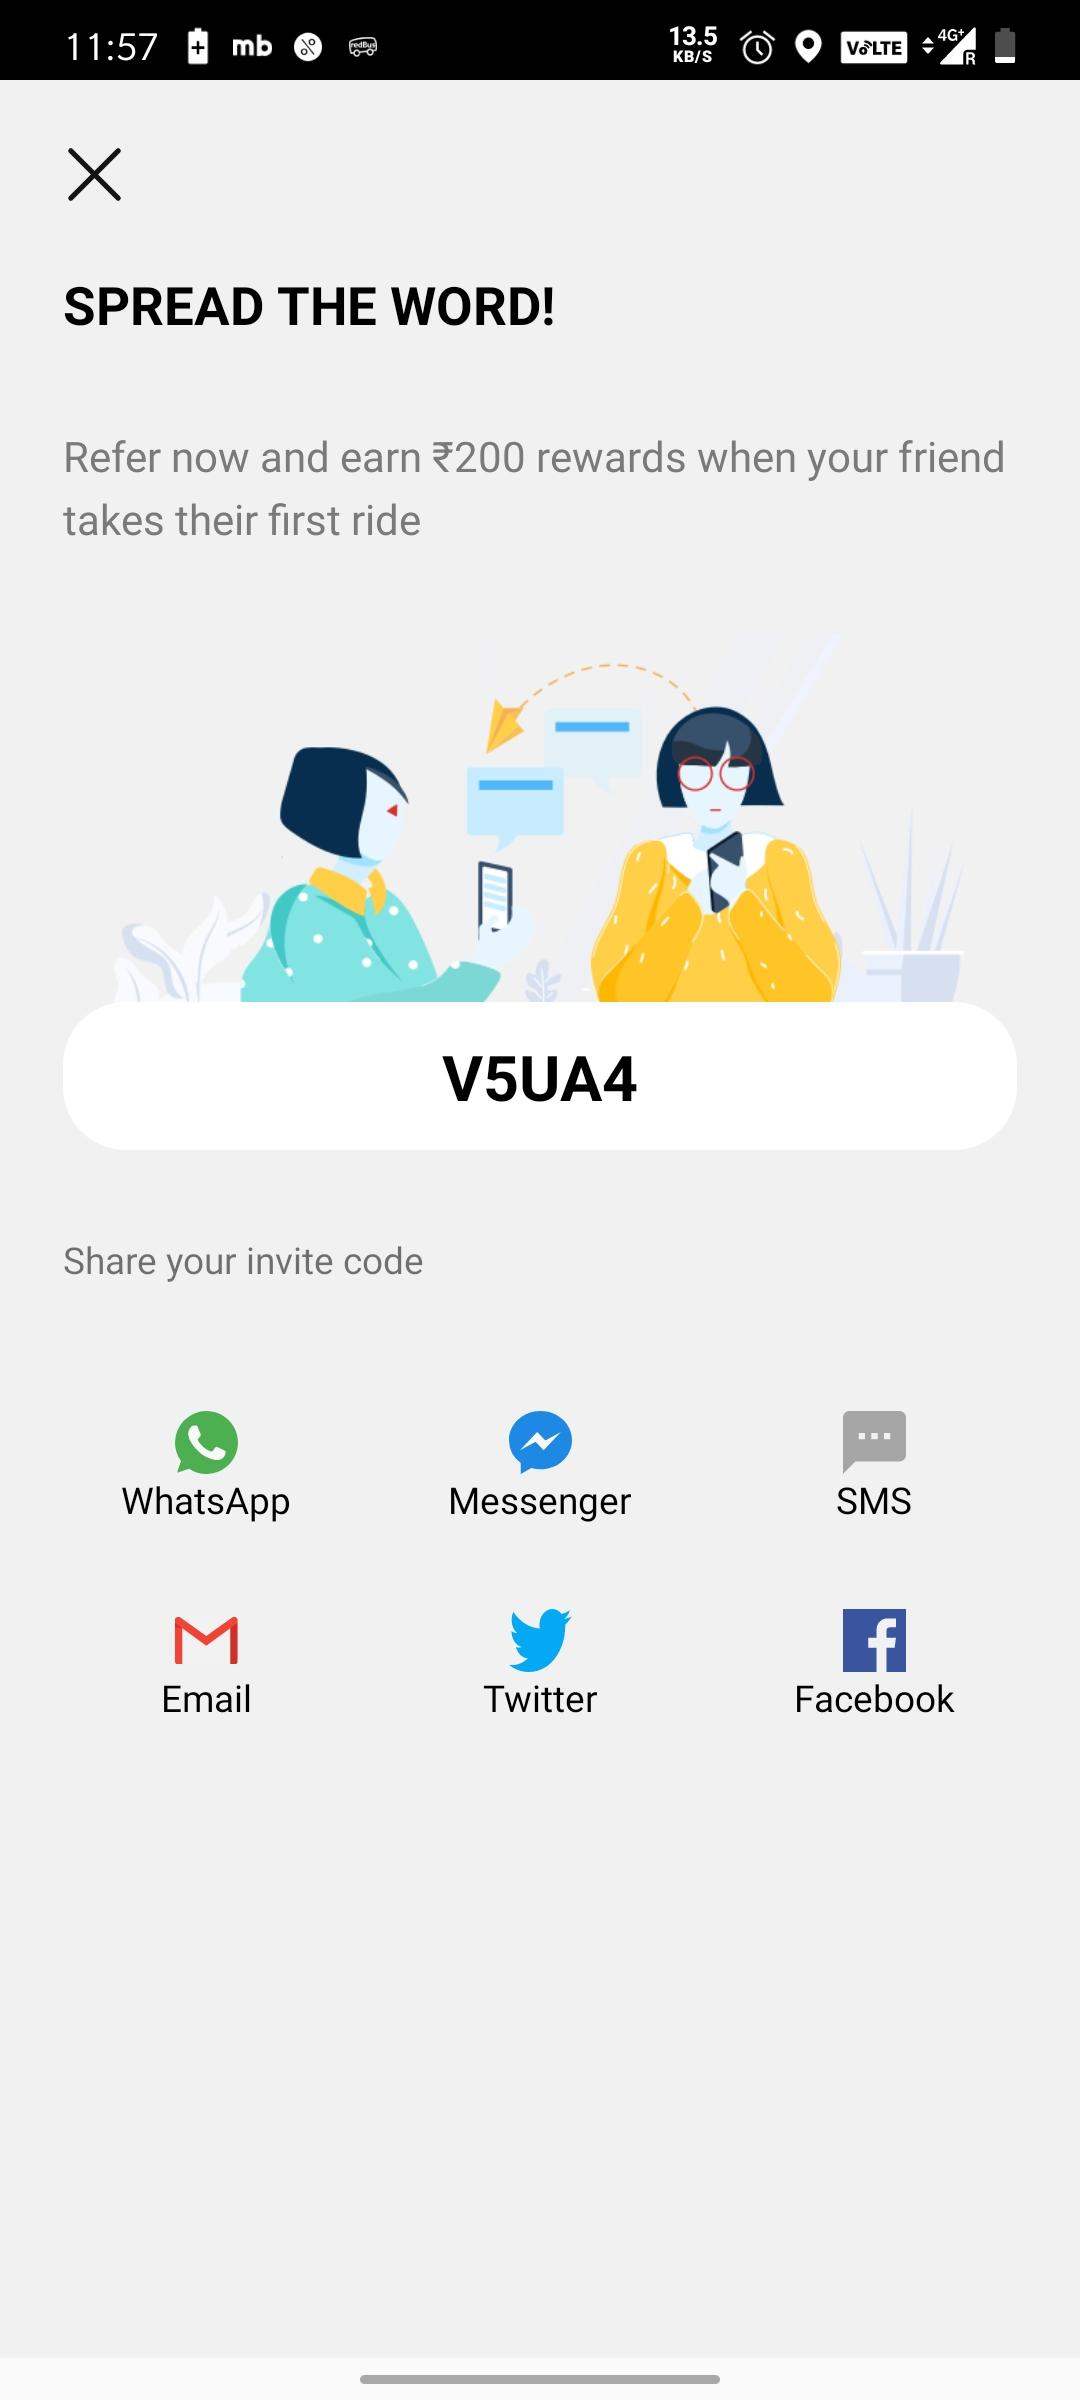 11:57 mb redBus 13.5 KB/S VoLTE 4G+ R
SPREAD THE WORD!
Refer now and earn ₹200 rewards when your friend
takes their first ride
V5UA4
Share your invite code
WhatsApp Messenger SMS
Email Twitter Facebook